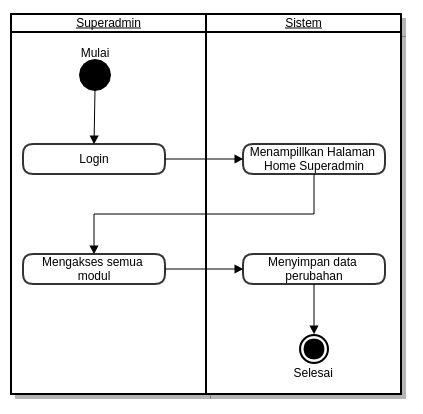 Superadmin
Sistem
Mulai
Login
Menampillkan Halaman
Home Superadmin
Mengakses semua
modul
Menyimpan data
perubahan
Selesai